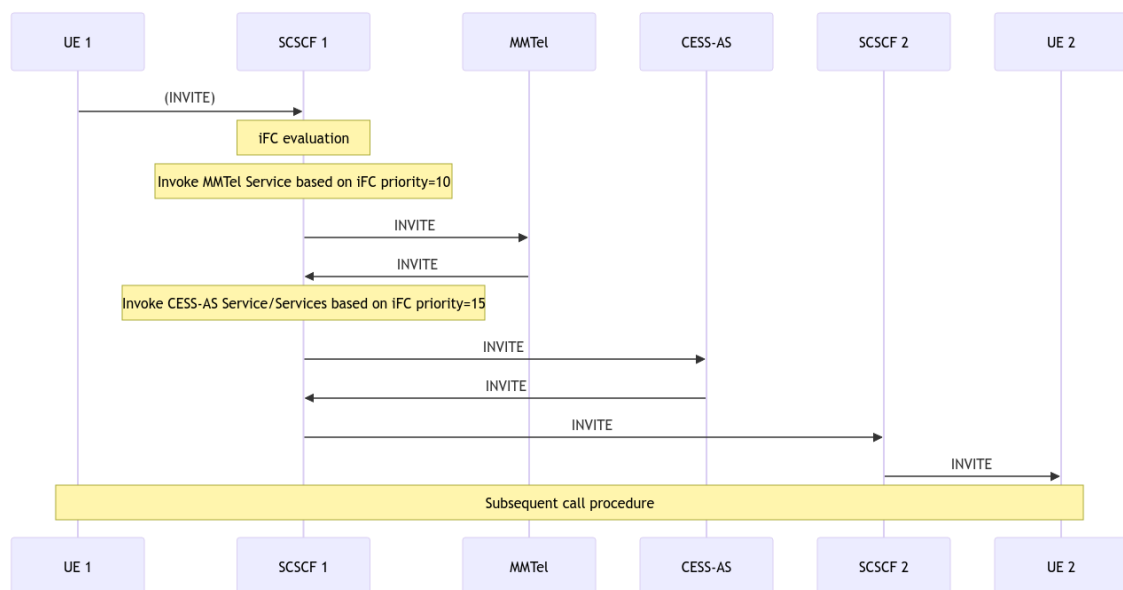 UE 1
SCSCF 1
MMTel
CESS-AS
SCSCF 2
UE 2
(INVITE)
iFC evaluation
Invoke MMTel Service based on iFC priority=10
INVITE
INVITE
Invoke CESS-AS Service/Services based on iFC priority=15
INVITE
INVITE
INVITE
INVITE
Subsequent call procedure
UE 1
SCSCF 1
MMTel
CESS-AS
SCSCF 2
UE 2